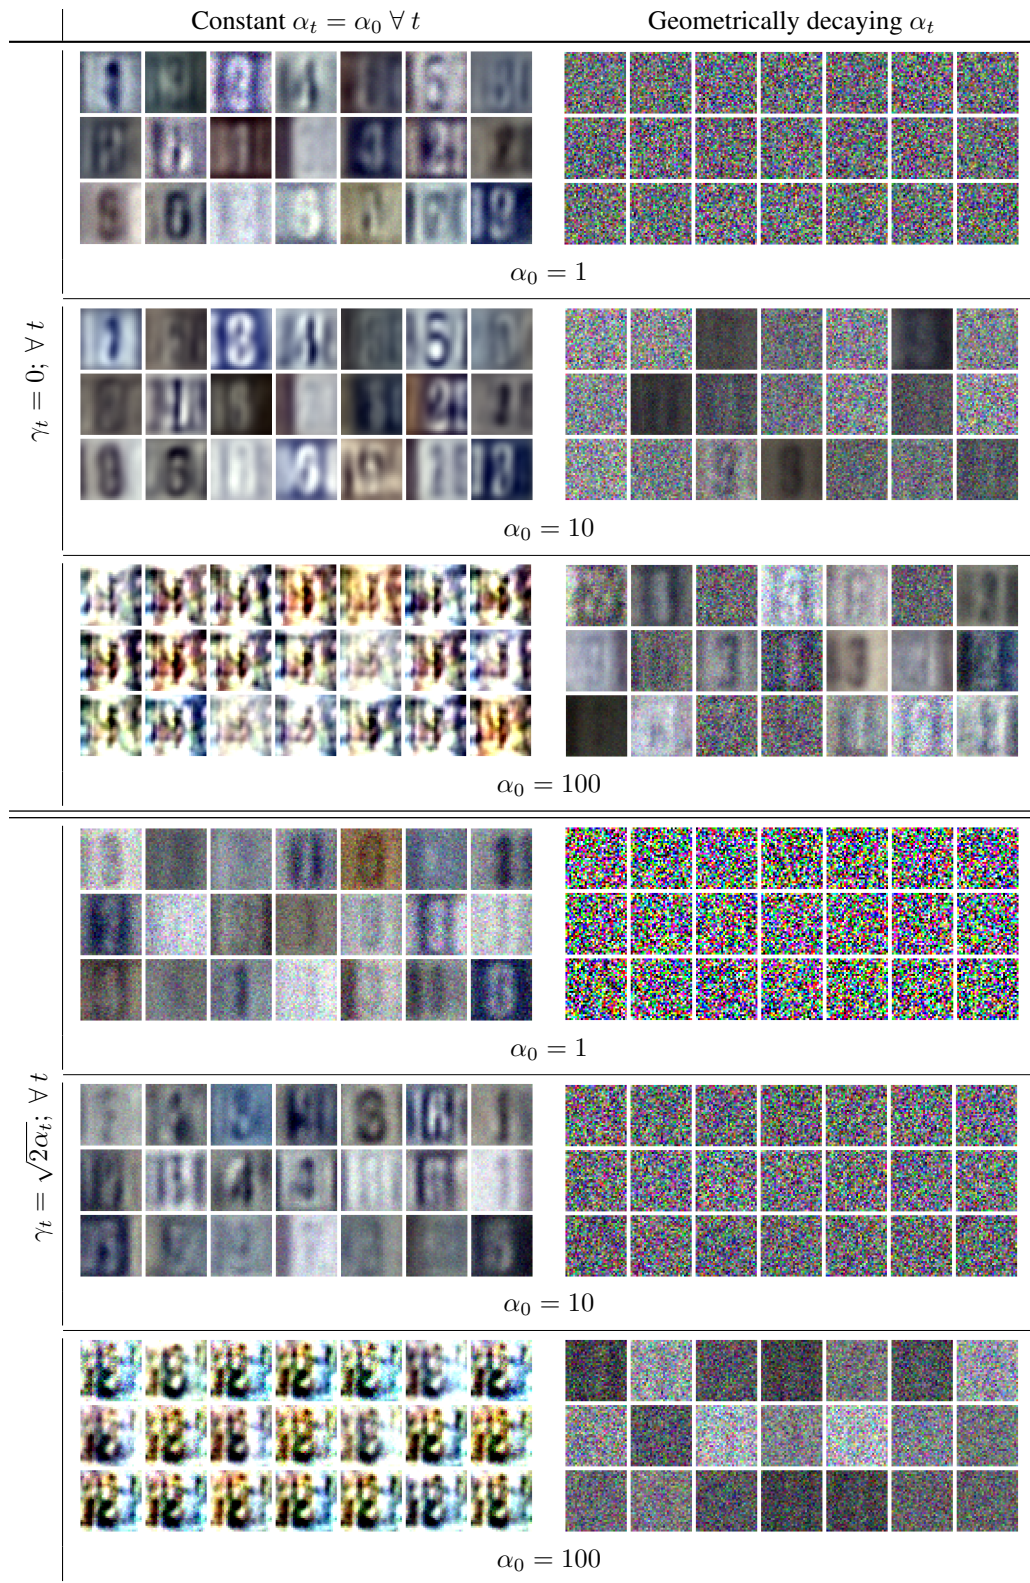 Constant $\alpha_t = \alpha_0 \; \forall \; t$
Geometrically decaying $\alpha_t$
$\gamma_t = 0; \; \forall \; t$
$\alpha_0 = 1$
$\alpha_0 = 10$
$\alpha_0 = 100$
$\gamma_t = \sqrt{2\alpha_t}; \; \forall \; t$
$\alpha_0 = 1$
$\alpha_0 = 10$
$\alpha_0 = 100$